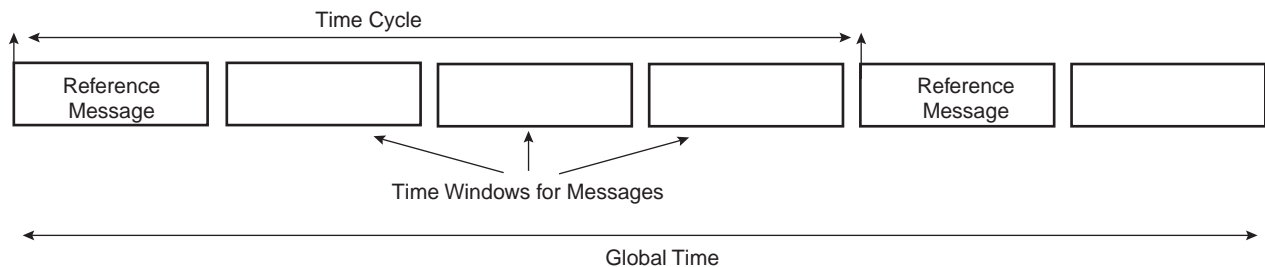 Time Cycle
Reference
Message
Reference
Message
Time Windows for Messages
Global Time